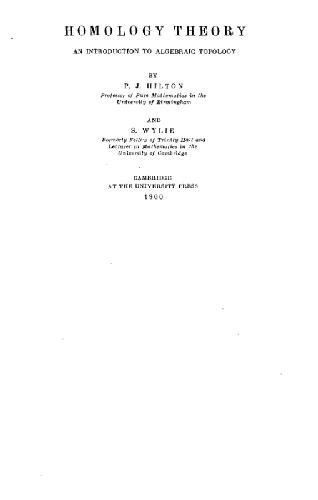 HOMOLOGY THEORY
AN INTRODUCTION TO ALGEBRAIC TOPOLOGY
BY
P. J. HILTON
Professor of Pure Mathematics in the
University of Birmingham
AND
S. WYLIE
Formerly Fellow of Trinity Hall and
Lecturer in Mathematics in the
University of Cambridge
CAMBRIDGE
AT THE UNIVERSITY PRESS
1960